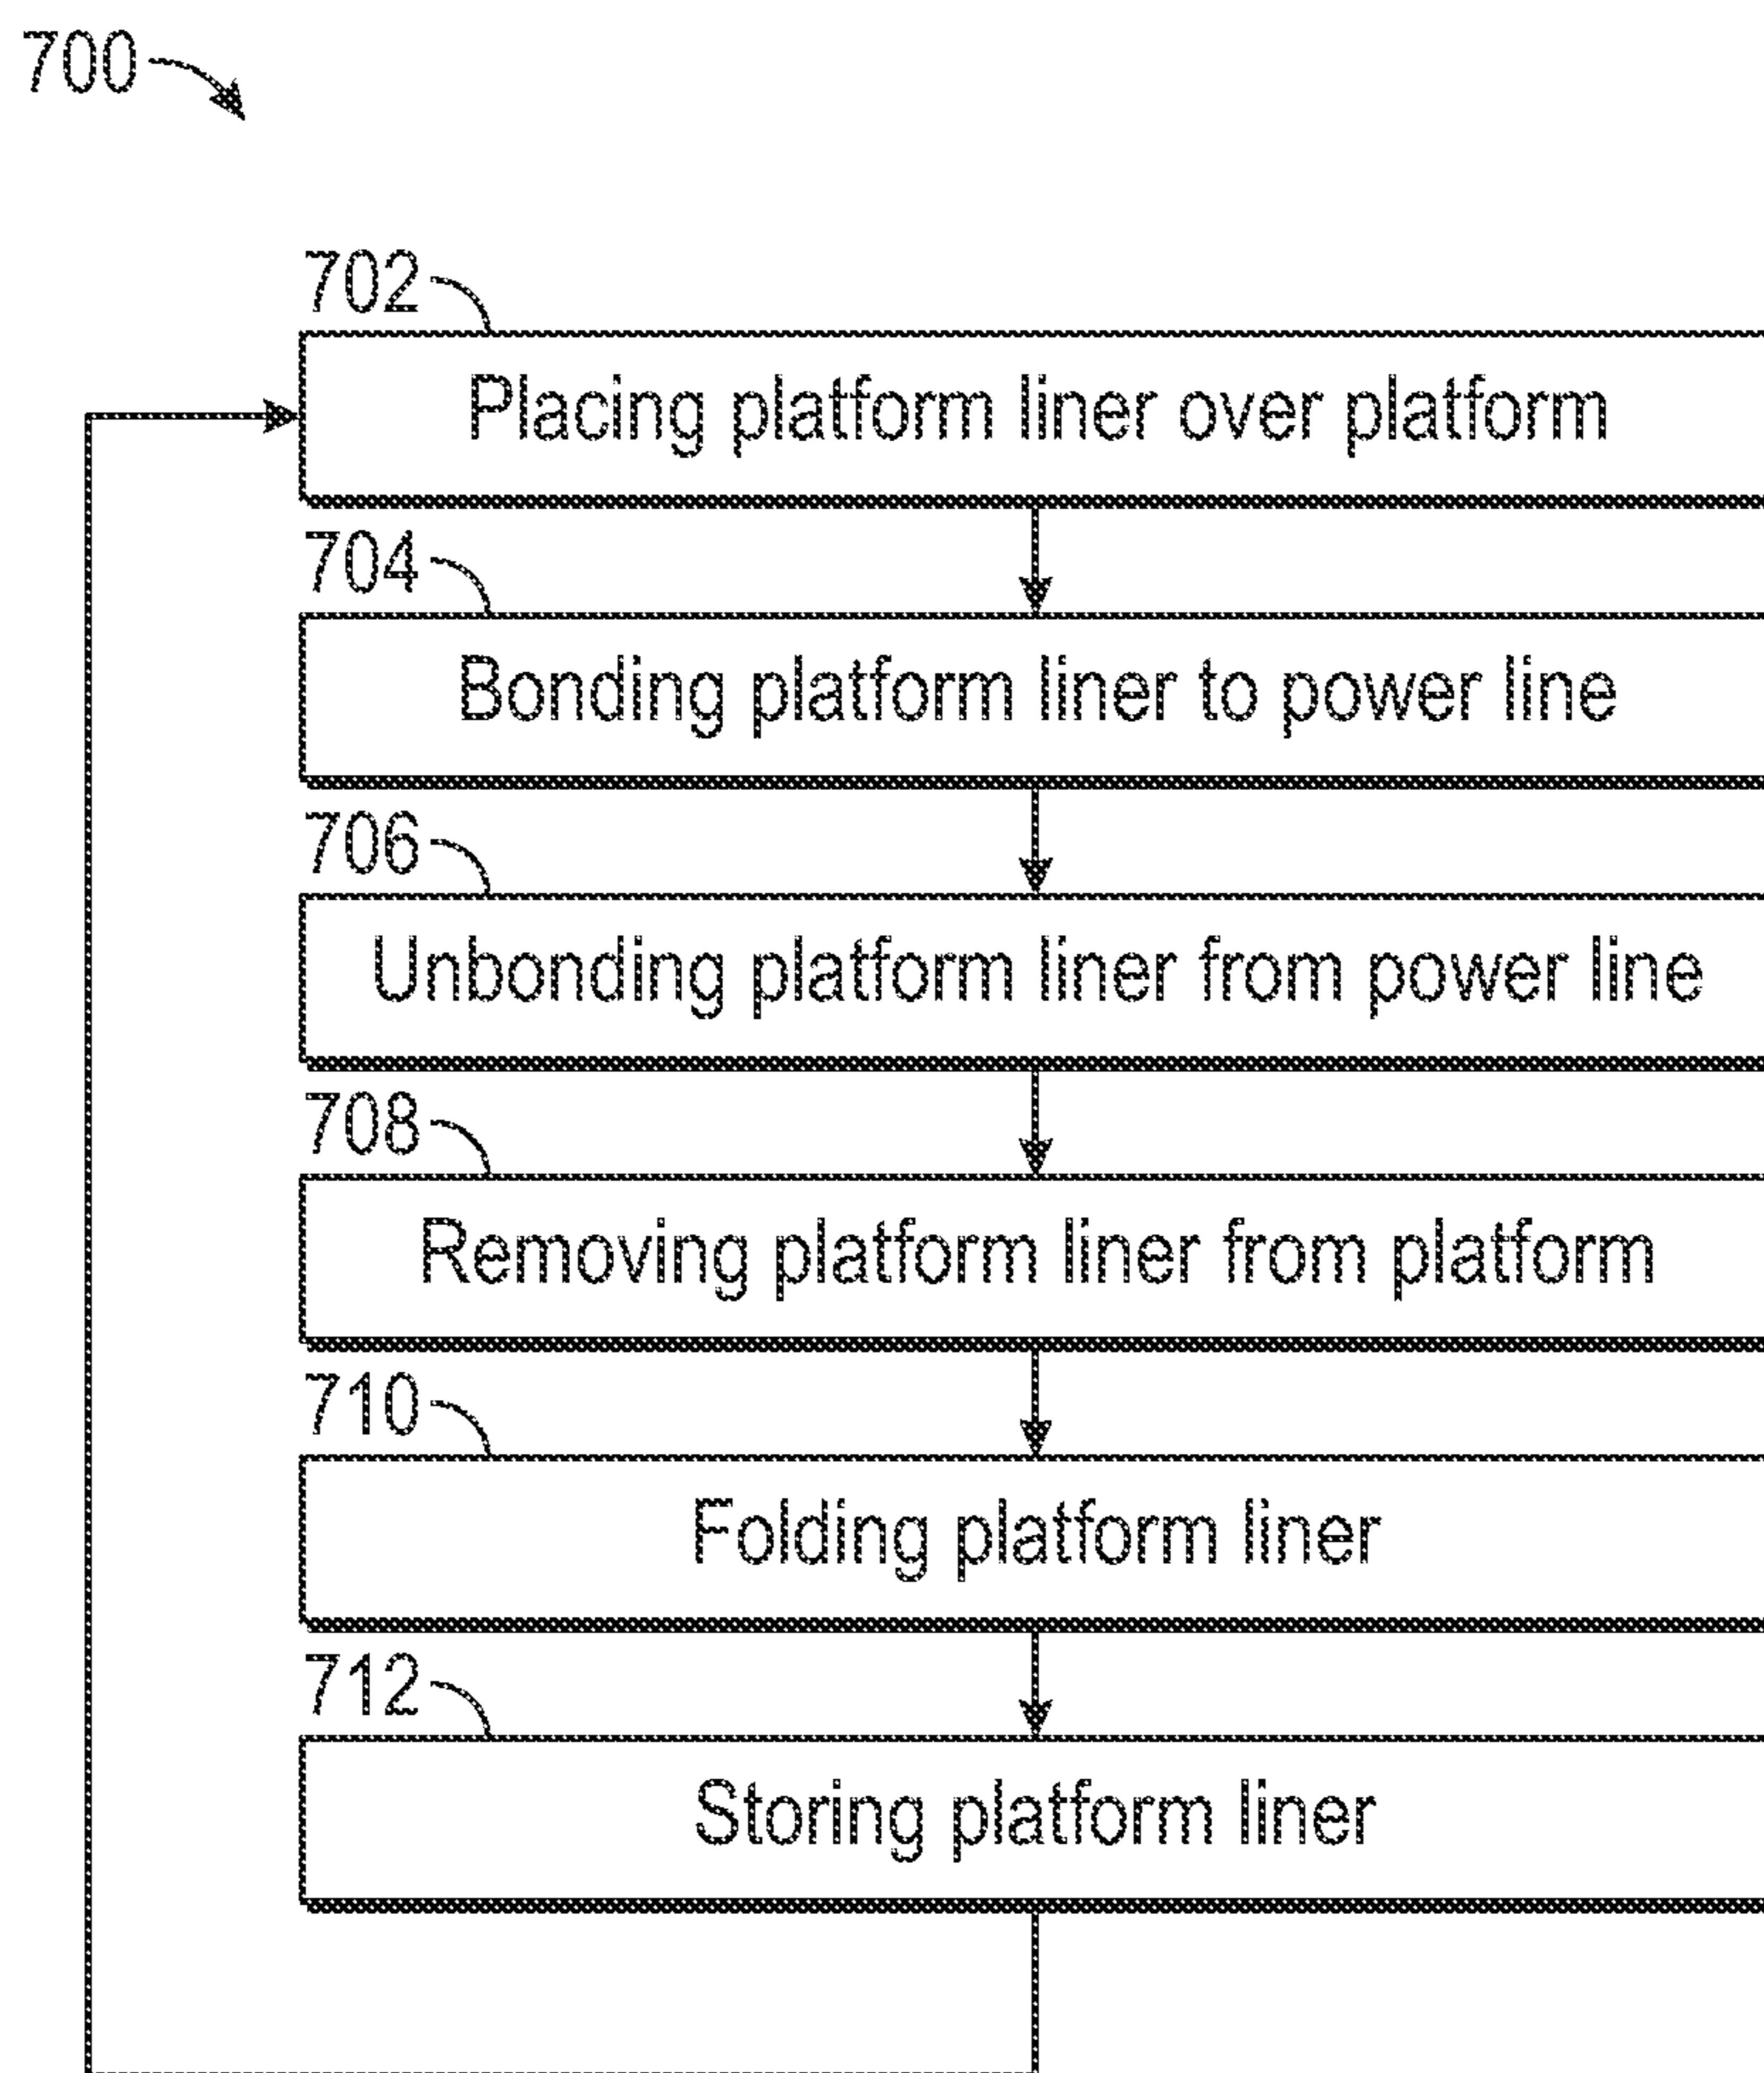 700
702
Placing platform liner over platform
704
Bonding platform liner to power line
706
Unbonding platform liner from power line
708
Removing platform liner from platform
710
Folding platform liner
712
Storing platform liner